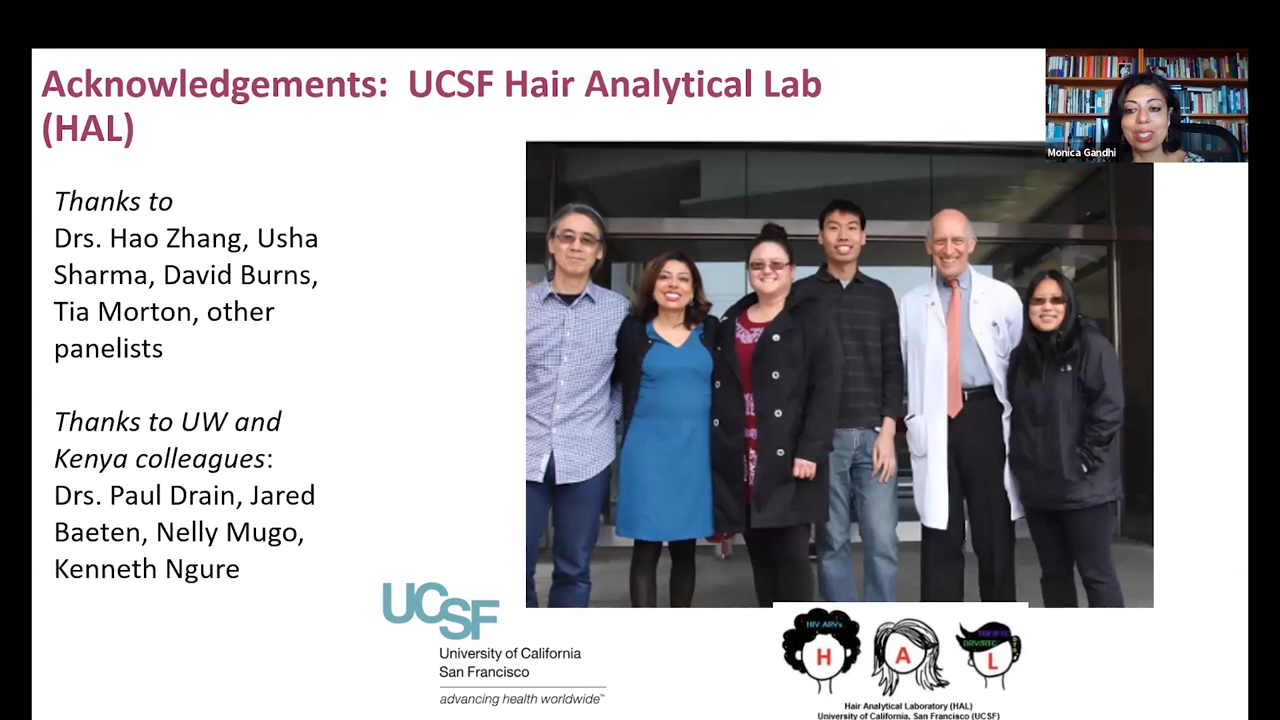 Acknowledgements: UCSF Hair Analytical Lab
(HAL)
Monica Gandhi
Thanks to
Drs. Hao Zhang, Usha
Sharma, David Burns,
Tia Morton, other
panelists
Thanks to UW and
Kenya colleagues:
Drs. Paul Drain, Jared
Baeten, Nelly Mugo,
Kenneth Ngure
UCSF
University of California
San Francisco
advancing health worldwide™
HIV ARVs
H A L
Hair Analytical Laboratory (HAL)
University of California, San Francisco (UCSF)